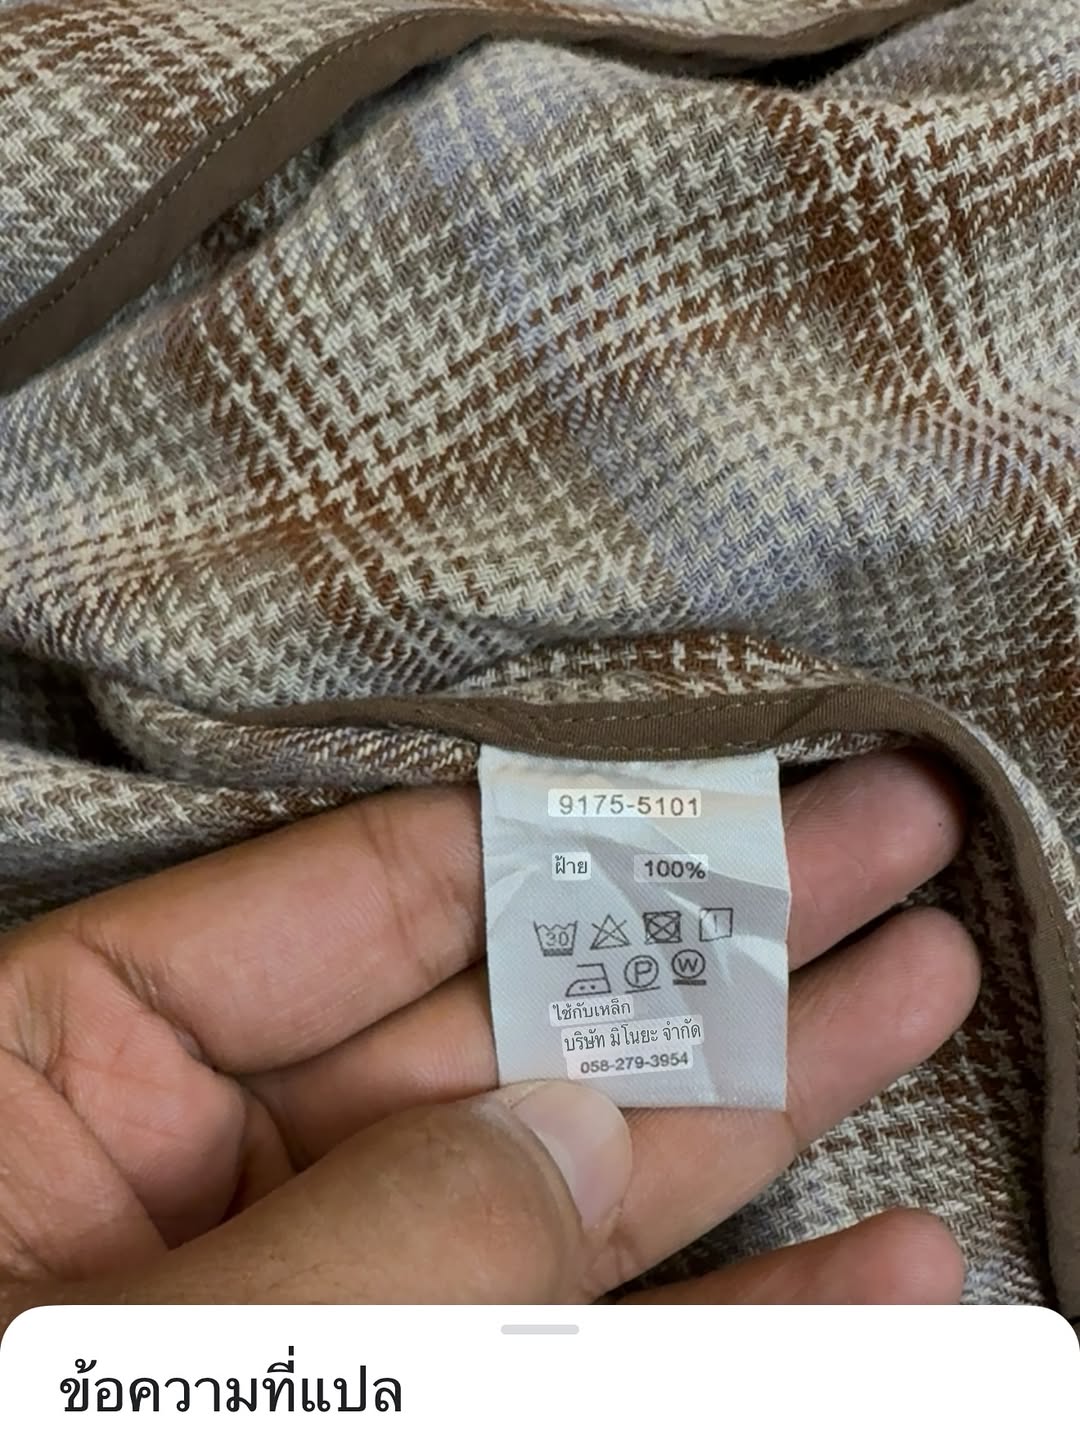 9175-5101
ฝ้าย 100%
30
P W
ใช้กับเหล็ก
บริษัท มิโนยะ จำกัด
058-279-3954
ข้อความที่แปล